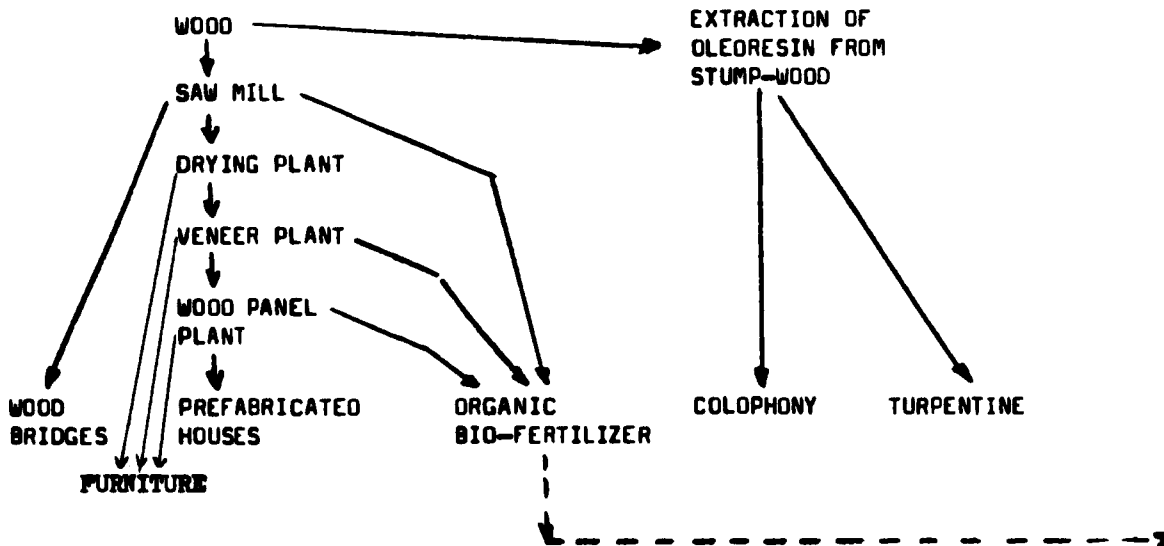 WOOD
EXTRACTION OF
OLEORESIN FROM
STUMP-WOOD
SAW MILL
DRYING PLANT
VENEER PLANT
WOOD PANEL
PLANT
WOOD
BRIDGES
PREFABRICATED
HOUSES
ORGANIC
BIO-FERTILIZER
COLOPHONY
TURPENTINE
FURNITURE